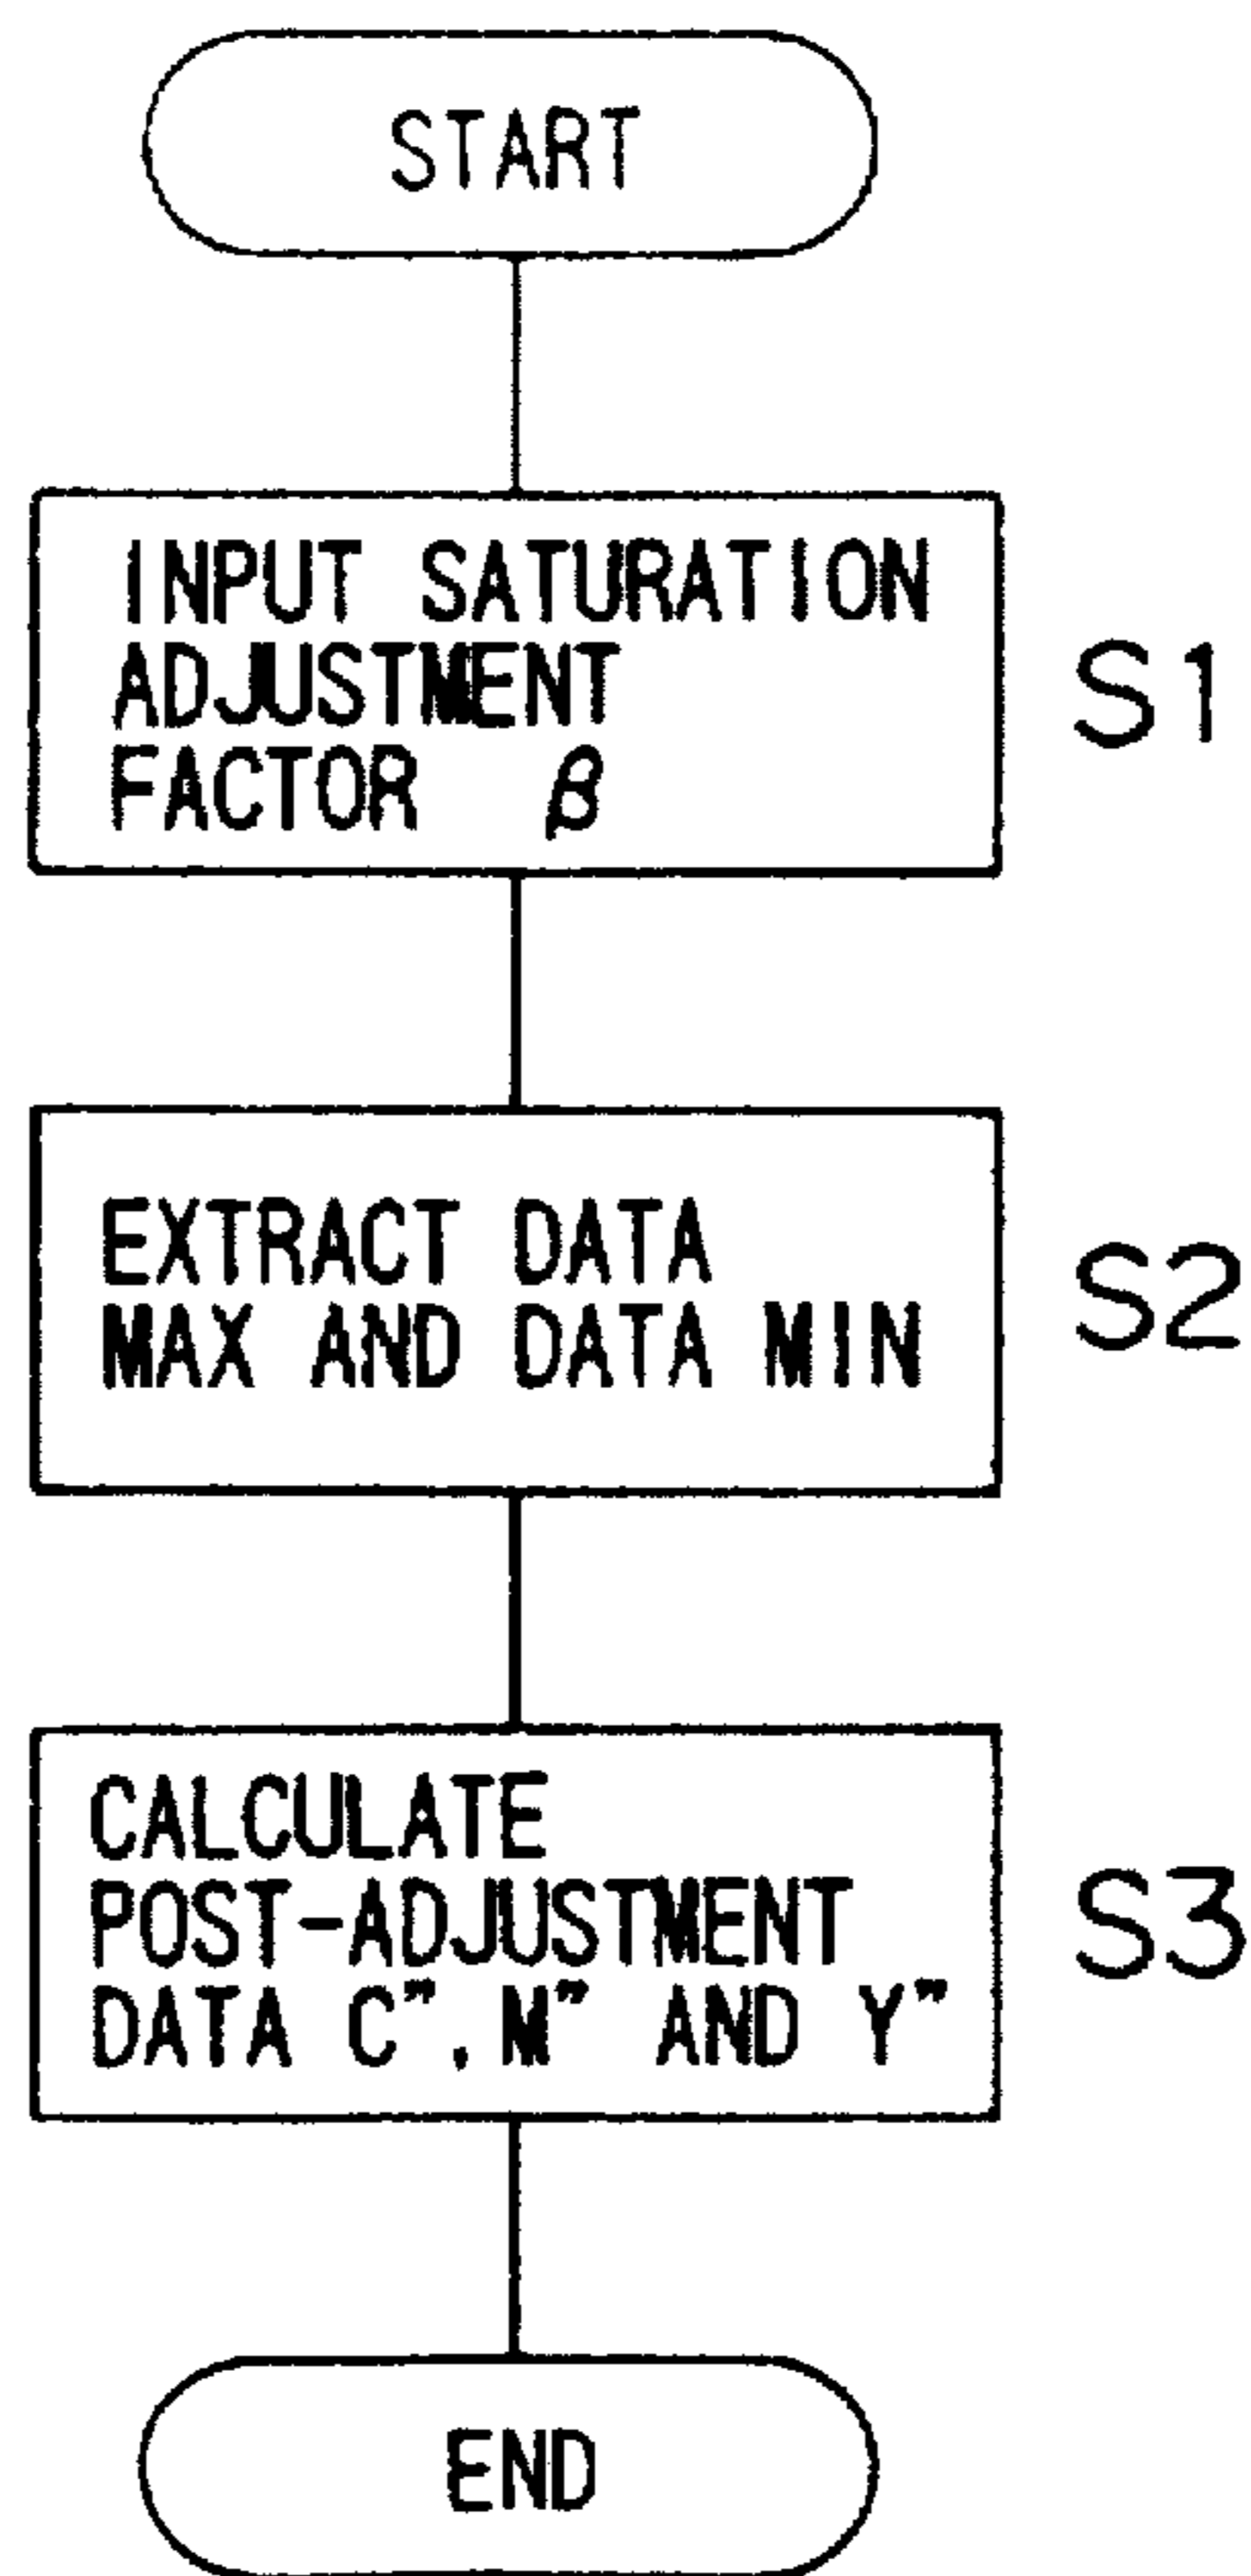 START
INPUT SATURATION
ADJUSTMENT
FACTOR β
S1
EXTRACT DATA
MAX AND DATA MIN
S2
CALCULATE
POST-ADJUSTMENT
DATA C", M" AND Y"
S3
END